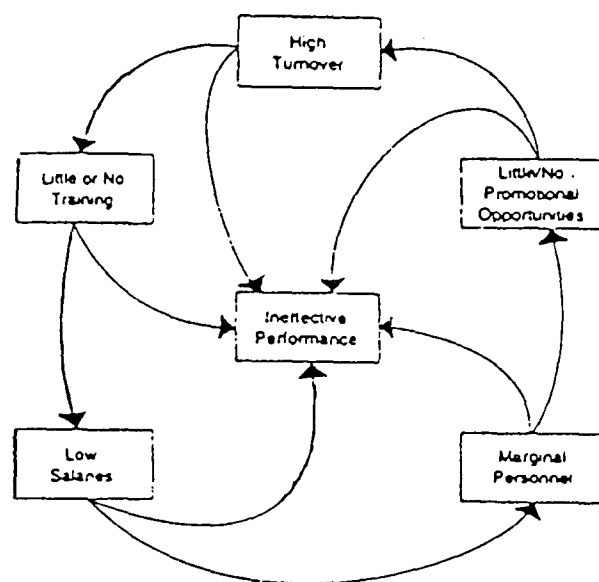 High
Turnover
Little or No
Training
Little/No
Promotional
Opportunities
Ineffective
Performance
Low
Salaries
Marginal
Personnel